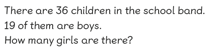 There are 36 children in the school band.
19 of them are boys.
How many girls are there?